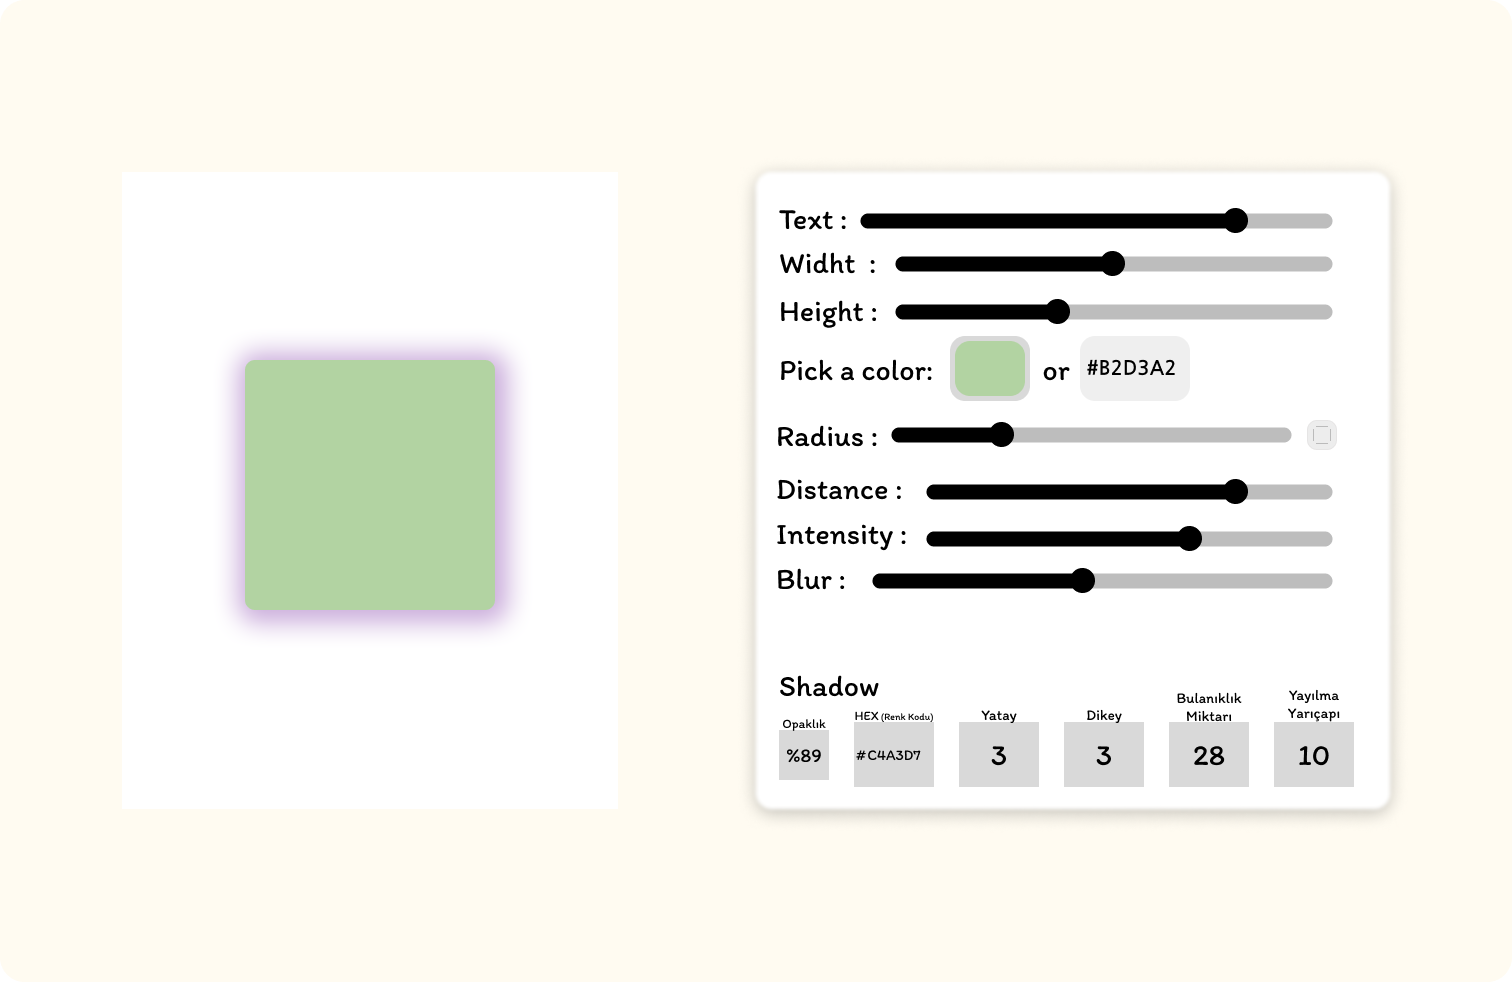 Text :
Widht :
Height :
Pick a color: or #B2D3A2
Radius :
Distance :
Intensity :
Blur :
Shadow
Opaklık
HEX (Renk Kodu)
Yatay
Dikey
Bulanıklık
Miktarı
Yayılma
Yarıçapı
%89
#C4A3D7
3
3
28
10